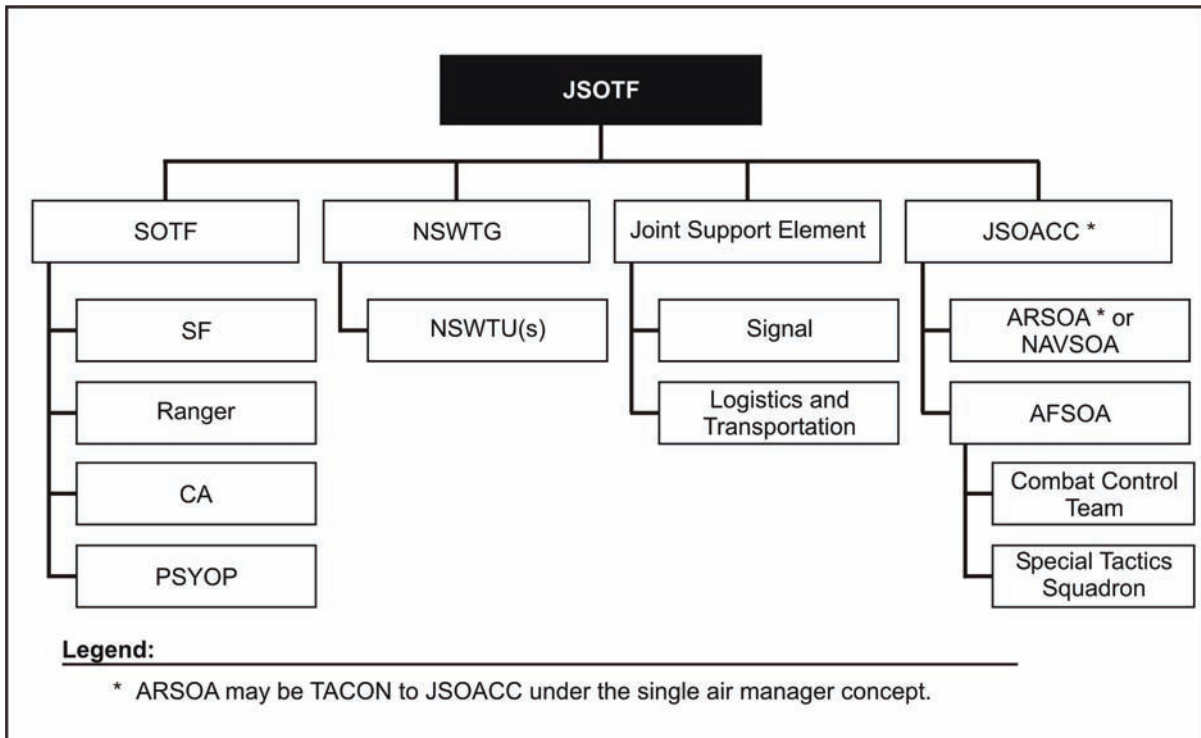 JSOTF
SOTF
NSWTG
Joint Support Element
JSOACC *
SF
Ranger
CA
PSYOP
NSWTU(s)
Signal
Logistics and
Transportation
ARSOA * or
NAVSOA
AFSOA
Combat Control
Team
Special Tactics
Squadron
Legend:
* ARSOA may be TACON to JSOACC under the single air manager concept.